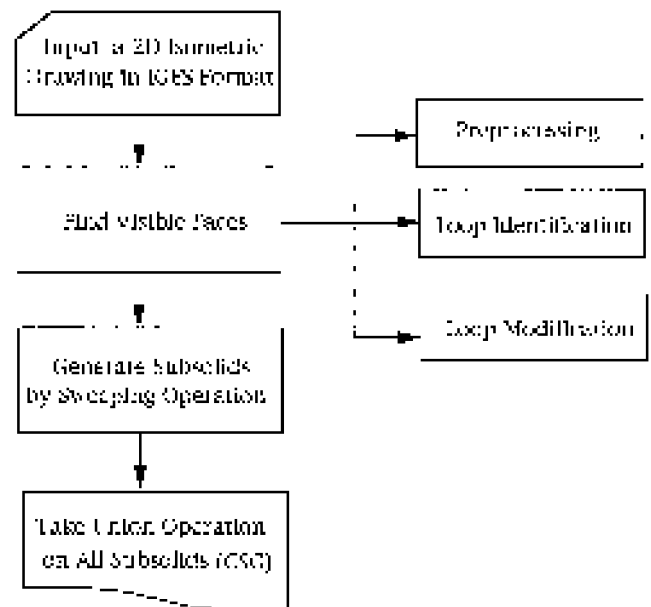 Input a 2D Isometric
Drawing in IGES Format
Preprocessing
Find Visible Faces
Loop Identification
Loop Modification
Generate Subsolids
by Sweeping Operation
Take Union Operation
on All Subsolids (CSG)